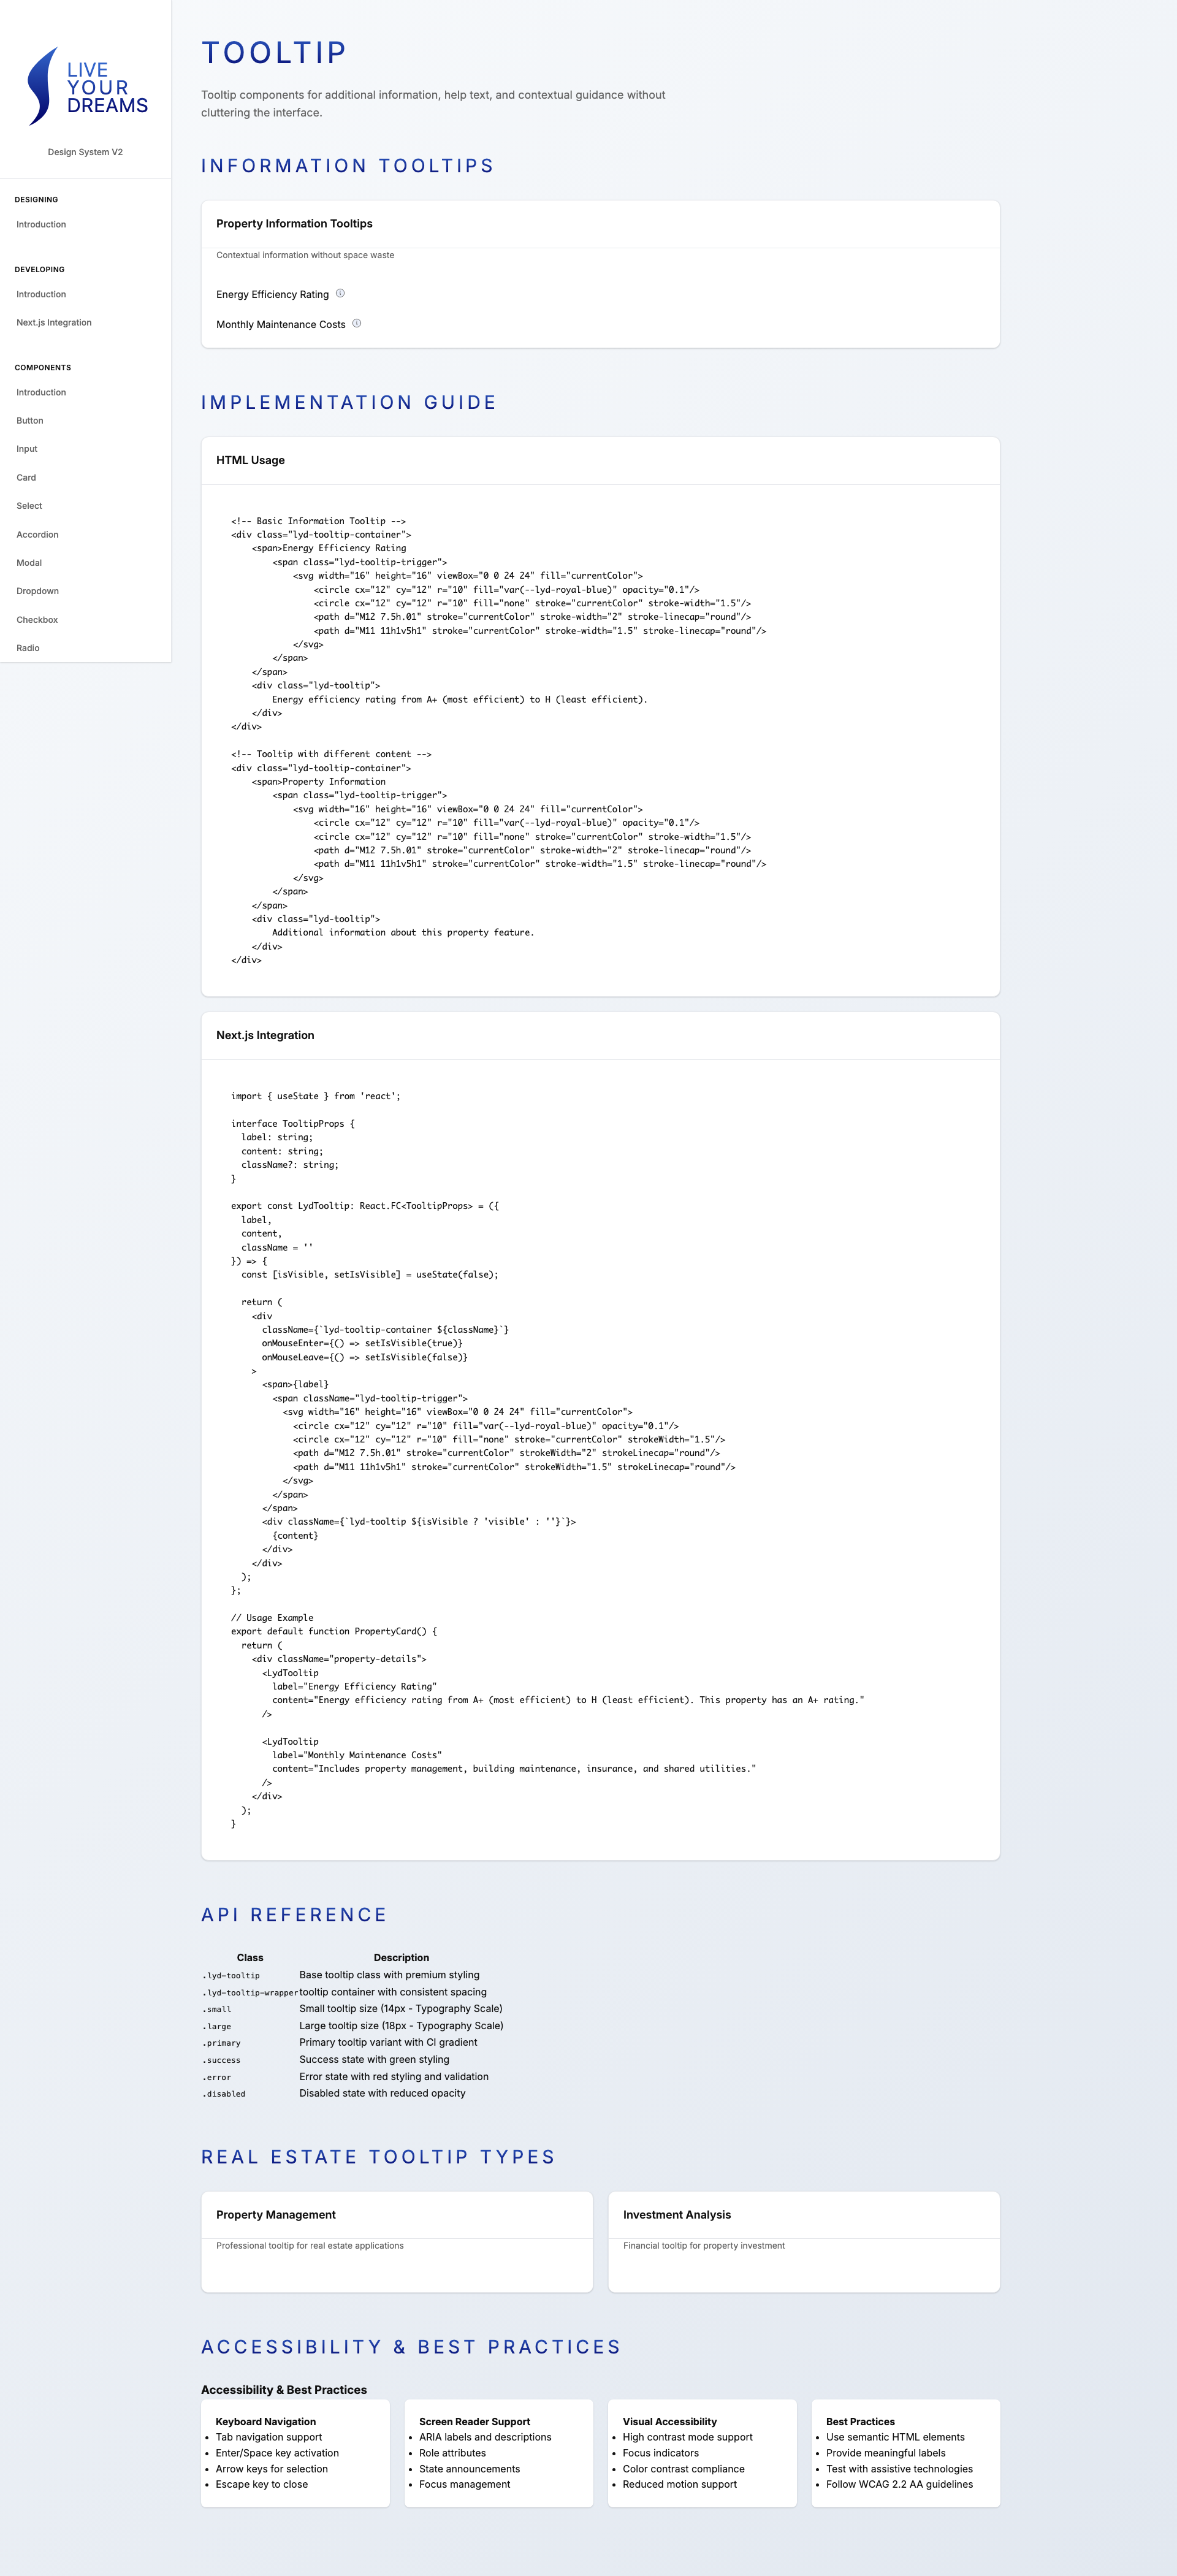 LIVE
YOUR
DREAMS
Design System V2
DESIGNING
Introduction
DEVELOPING
Introduction
Next.js Integration
COMPONENTS
Introduction
Button
Input
Card
Select
Accordion
Modal
Dropdown
Checkbox
Radio
TOOLTIP
Tooltip components for additional information, help text, and contextual guidance without
cluttering the interface.
INFORMATION TOOLTIPS
Property Information Tooltips
Contextual information without space waste
Energy Efficiency Rating
Monthly Maintenance Costs
IMPLEMENTATION GUIDE
HTML Usage
<!-- Basic Information Tooltip -->
<div class="lyd-tooltip-container">
    <span>Energy Efficiency Rating
        <span class="lyd-tooltip-trigger">
            <svg width="16" height="16" viewBox="0 0 24 24" fill="currentColor">
                <circle cx="12" cy="12" r="10" fill="var(--lyd-royal-blue)" opacity="0.1"/>
                <circle cx="12" cy="12" r="10" fill="none" stroke="currentColor" stroke-width="1.5"/>
                <path d="M12 7.5h.01" stroke="currentColor" stroke-width="2" stroke-linecap="round"/>
                <path d="M11 11h1v5h1" stroke="currentColor" stroke-width="1.5" stroke-linecap="round"/>
            </svg>
        </span>
    </span>
    <div class="lyd-tooltip">
        Energy efficiency rating from A+ (most efficient) to H (least efficient).
    </div>
</div>
<!-- Tooltip with different content -->
<div class="lyd-tooltip-container">
    <span>Property Information
        <span class="lyd-tooltip-trigger">
            <svg width="16" height="16" viewBox="0 0 24 24" fill="currentColor">
                <circle cx="12" cy="12" r="10" fill="var(--lyd-royal-blue)" opacity="0.1"/>
                <circle cx="12" cy="12" r="10" fill="none" stroke="currentColor" stroke-width="1.5"/>
                <path d="M12 7.5h.01" stroke="currentColor" stroke-width="2" stroke-linecap="round"/>
                <path d="M11 11h1v5h1" stroke="currentColor" stroke-width="1.5" stroke-linecap="round"/>
            </svg>
        </span>
    </span>
    <div class="lyd-tooltip">
        Additional information about this property feature.
    </div>
</div>
Next.js Integration
import { useState } from 'react';
interface TooltipProps {
  label: string;
  content: string;
  className?: string;
}
export const LydTooltip: React.FC<TooltipProps> = ({
  label,
  content,
  className = ''
}) => {
  const [isVisible, setIsVisible] = useState(false);
  return (
    <div
      className={`lyd-tooltip-container ${className}`}
      onMouseEnter={() => setIsVisible(true)}
      onMouseLeave={() => setIsVisible(false)}
    >
      <span>{label}
        <span className="lyd-tooltip-trigger">
          <svg width="16" height="16" viewBox="0 0 24 24" fill="currentColor">
            <circle cx="12" cy="12" r="10" fill="var(--lyd-royal-blue)" opacity="0.1"/>
            <circle cx="12" cy="12" r="10" fill="none" stroke="currentColor" strokeWidth="1.5"/>
            <path d="M12 7.5h.01" stroke="currentColor" strokeWidth="2" strokeLinecap="round"/>
            <path d="M11 11h1v5h1" stroke="currentColor" strokeWidth="1.5" strokeLinecap="round"/>
          </svg>
        </span>
      </span>
      <div className={`lyd-tooltip ${isVisible ? 'visible' : ''}`}>
        {content}
      </div>
    </div>
  );
};
// Usage Example
export default function PropertyCard() {
  return (
    <div className="property-details">
      <LydTooltip
        label="Energy Efficiency Rating"
        content="Energy efficiency rating from A+ (most efficient) to H (least efficient). This property has an A+ rating."
      />
      <LydTooltip
        label="Monthly Maintenance Costs"
        content="Includes property management, building maintenance, insurance, and shared utilities."
      />
    </div>
  );
}
API REFERENCE
Class Description
.lyd-tooltip Base tooltip class with premium styling
.lyd-tooltip-wrapper tooltip container with consistent spacing
.small Small tooltip size (14px - Typography Scale)
.large Large tooltip size (18px - Typography Scale)
.primary Primary tooltip variant with CI gradient
.success Success state with green styling
.error Error state with red styling and validation
.disabled Disabled state with reduced opacity
REAL ESTATE TOOLTIP TYPES
Property Management
Professional tooltip for real estate applications
Investment Analysis
Financial tooltip for property investment
ACCESSIBILITY & BEST PRACTICES
Accessibility & Best Practices
Keyboard Navigation
• Tab navigation support
• Enter/Space key activation
• Arrow keys for selection
• Escape key to close
Screen Reader Support
• ARIA labels and descriptions
• Role attributes
• State announcements
• Focus management
Visual Accessibility
• High contrast mode support
• Focus indicators
• Color contrast compliance
• Reduced motion support
Best Practices
• Use semantic HTML elements
• Provide meaningful labels
• Test with assistive technologies
• Follow WCAG 2.2 AA guidelines